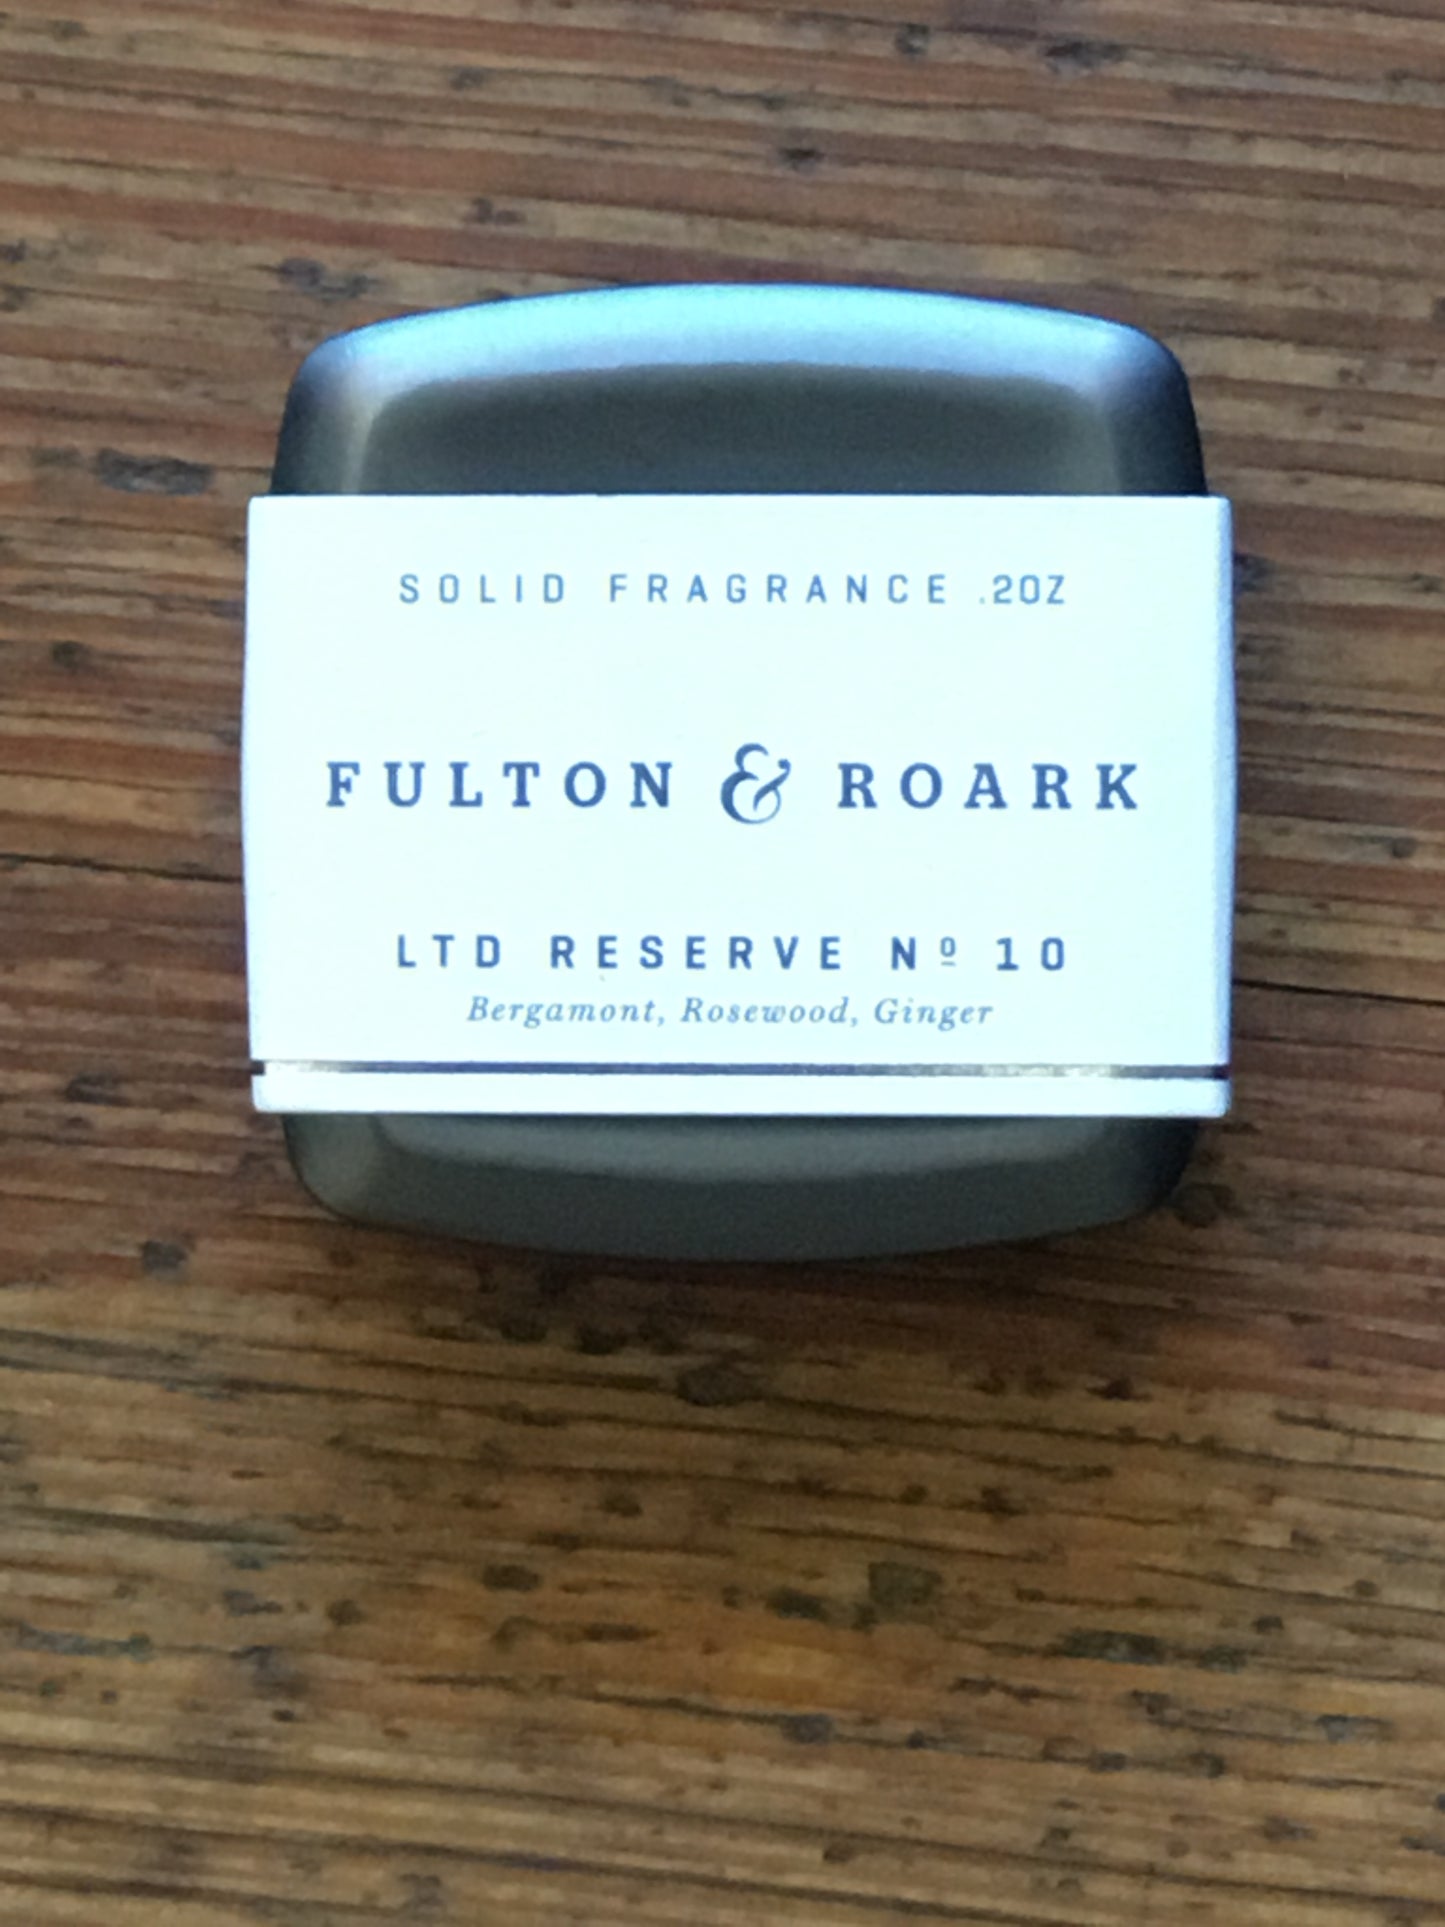 SOLID FRAGRANCE .2OZ
FULTON & ROARK
LTD RESERVE Nº 10
Bergamont, Rosewood, Ginger